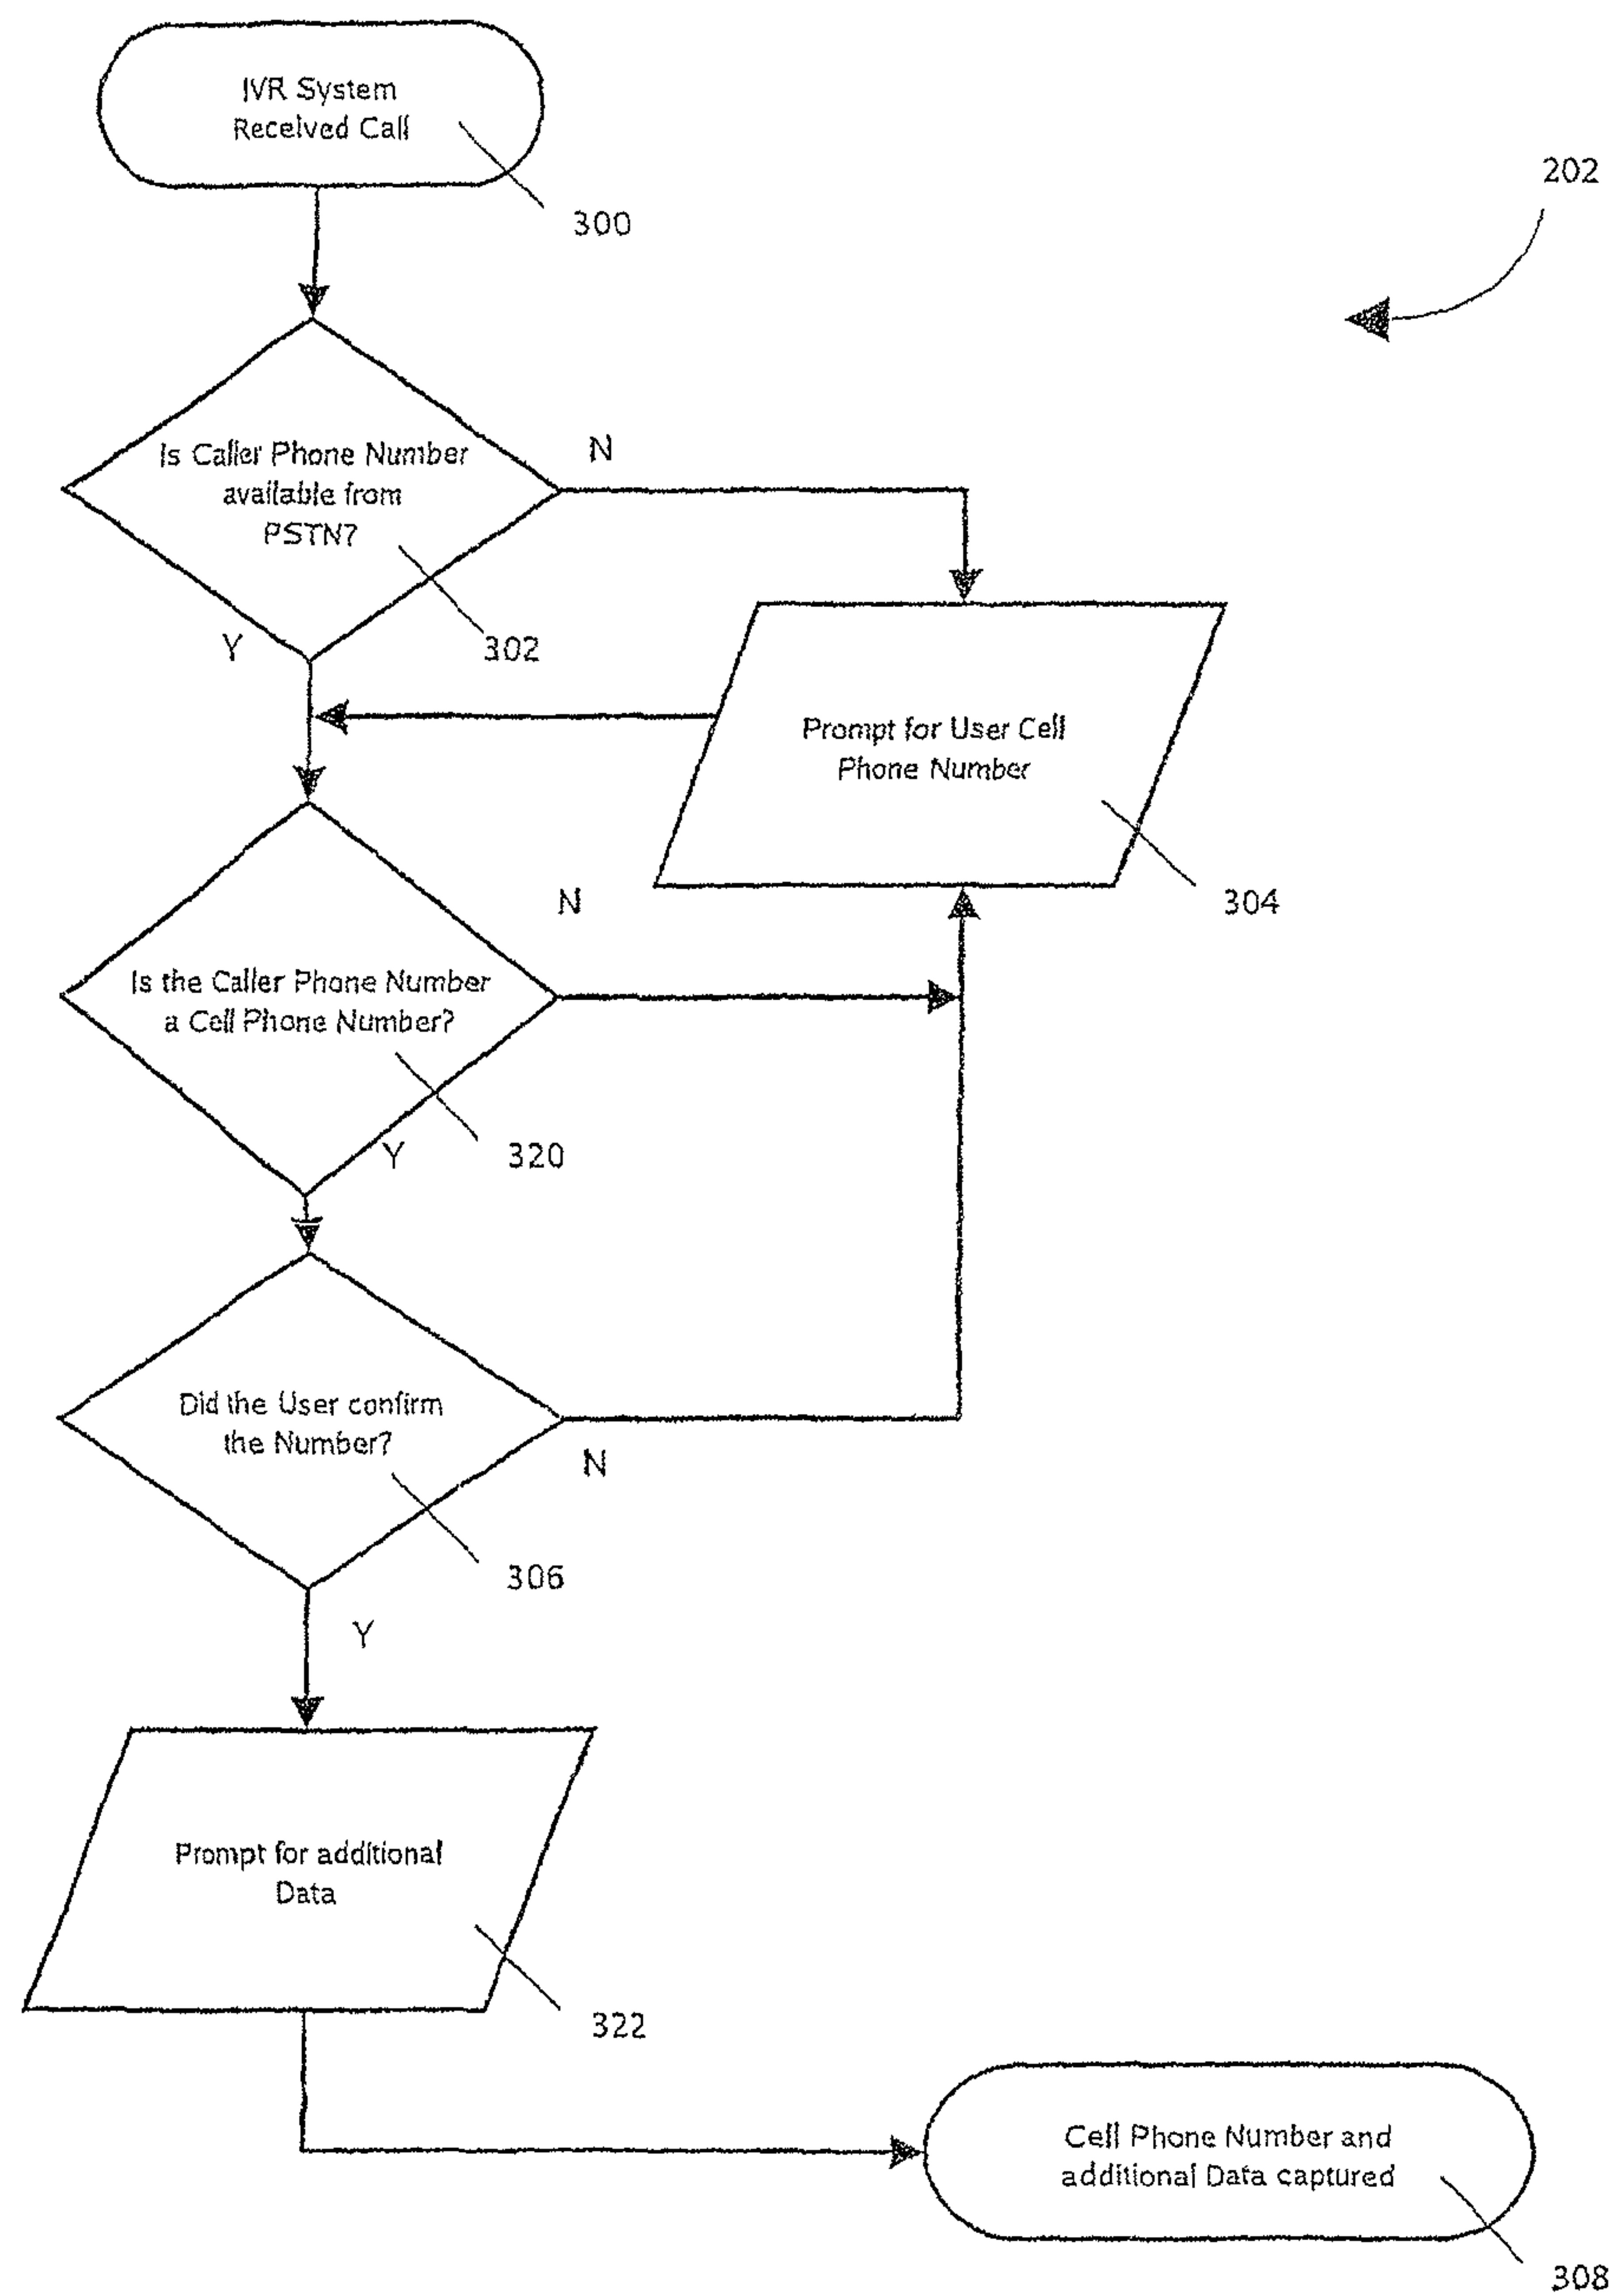 IVR System
Received Call
300
202
Is Caller Phone Number
available from
PSTN?
N
Y
302
Prompt for User Cell
Phone Number
304
N
Is the Caller Phone Number
a Cell Phone Number?
Y
320
Did the User confirm
the Number?
N
306
Y
Prompt for additional
Data
322
Cell Phone Number and
additional Data captured
308